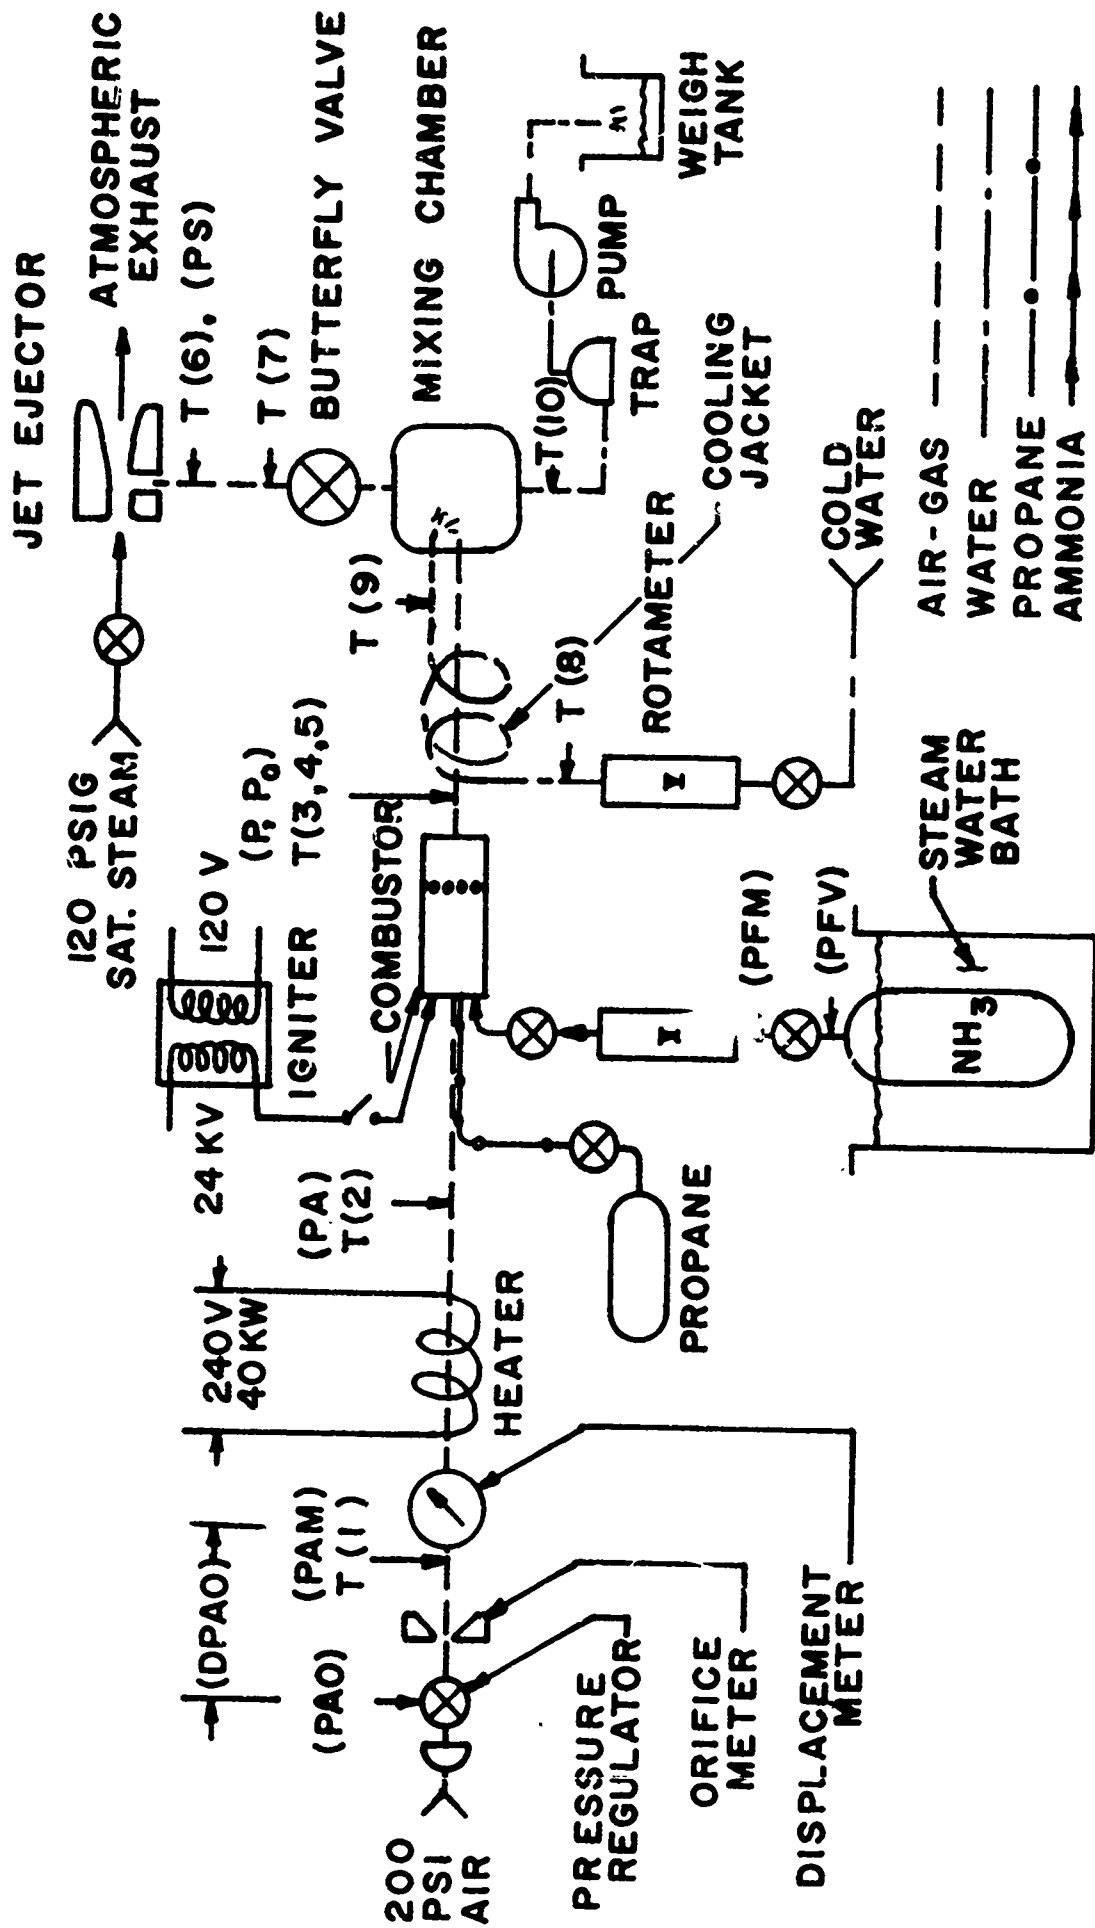 JET EJECTOR
120 PSIG
SAT. STEAM
ATMOSPHERIC
EXHAUST
T(6), (PS)
T(7)
BUTTERFLY VALVE
MIXING CHAMBER
24 KV
120 V
IGNITER
(P, P₀)
T(3,4,5)
COMBUSTOR
T(9)
T(10)
TRAP
PUMP
WEIGH
TANK
(DPAO)
240V
40KW
(PAO)
(PAM)
T(1)
(PA)
T(2)
200
PSI
AIR
HEATER
PROPANE
PRESSURE
REGULATOR
ORIFICE
METER
DISPLACEMENT
METER
T(8)
ROTAMETER
COOLING
JACKET
COLD
WATER
(PFM)
(PFV)
NH₃
STEAM
WATER
BATH
AIR-GAS
WATER
PROPANE
AMMONIA